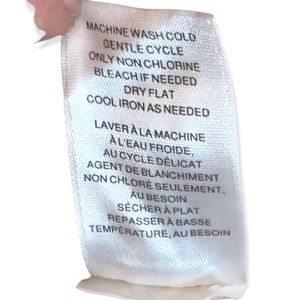 MACHINE WASH COLD
GENTLE CYCLE
ONLY NON CHLORINE
BLEACH IF NEEDED
DRY FLAT
COOL IRON AS NEEDED
LAVER À LA MACHINE
À L'EAU FROIDE,
AU CYCLE DÉLICAT
AGENT DE BLANCHIMENT
NON CHLORÉ SEULEMENT,
AU BESOIN
SÉCHER À PLAT
REPASSER À BASSE
TEMPÉRATURE, AU BESOIN